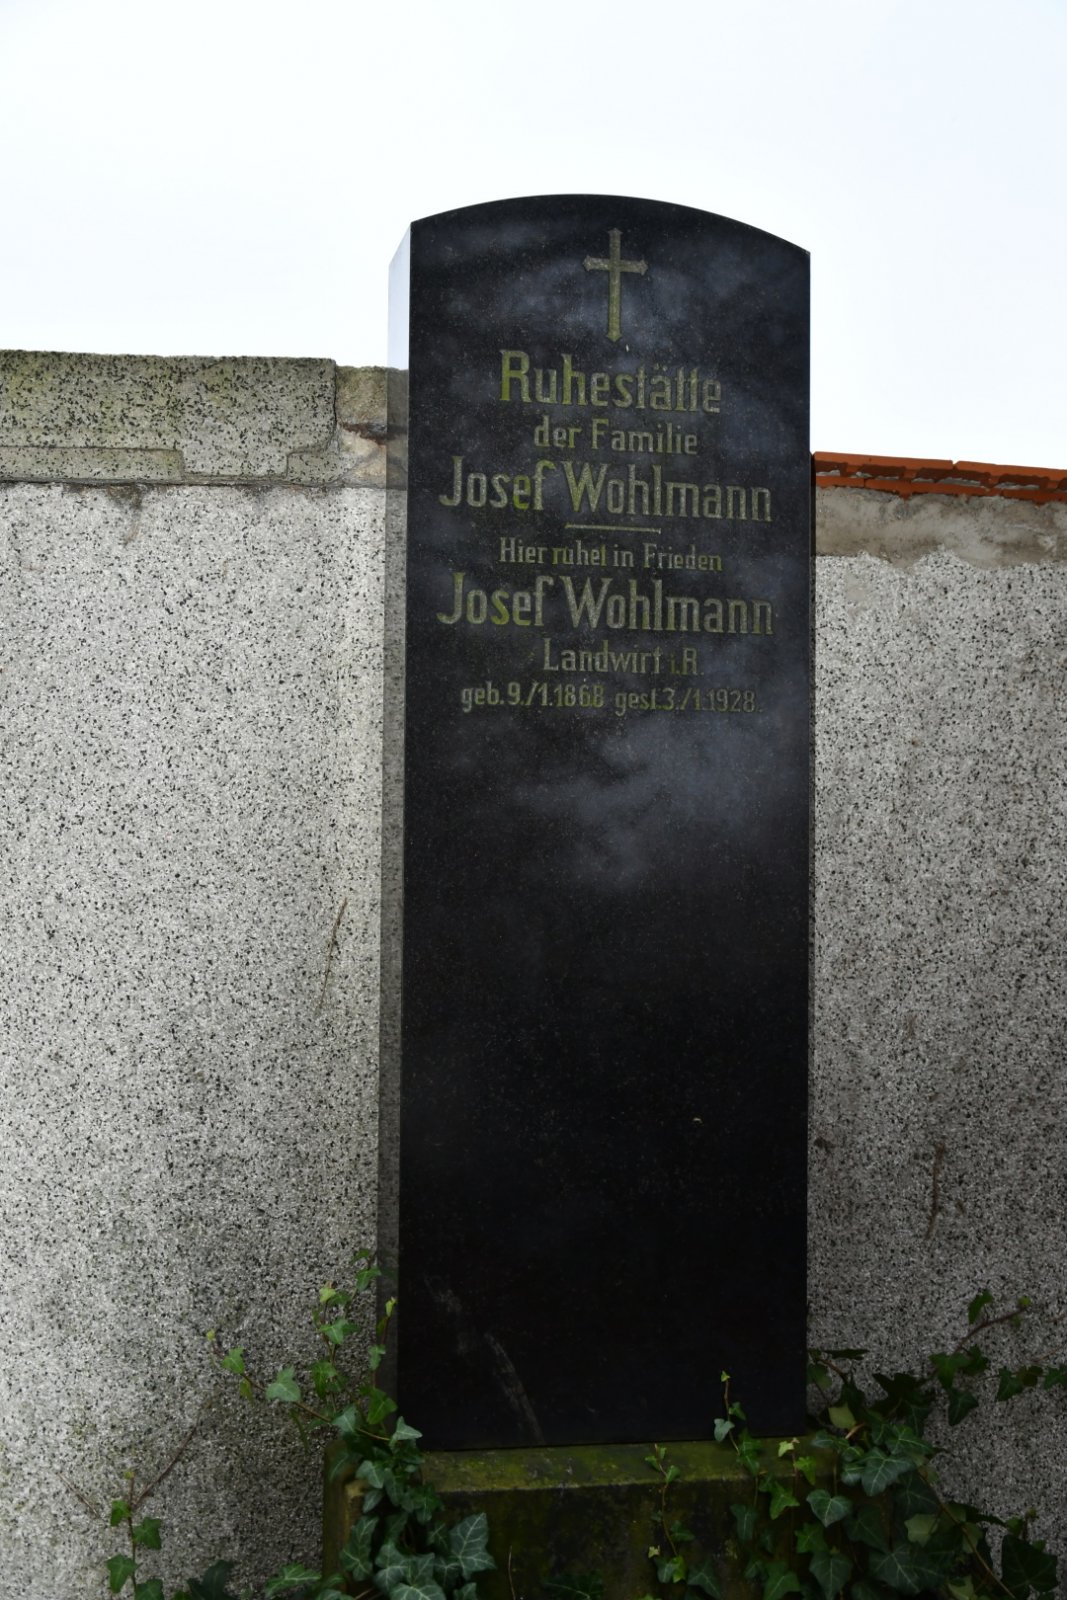 Ruhestätte
der Familie
Josef Wohlmann
Hier ruhet in Frieden
Josef Wohlmann
Landwirt i.R.
geb. 9./1.1868 gest. 3./1.1928.